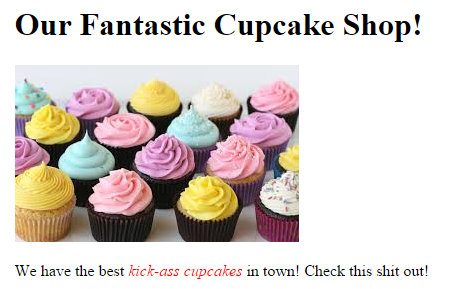 Our Fantastic Cupcake Shop!
We have the best kick-ass cupcakes in town! Check this shit out!